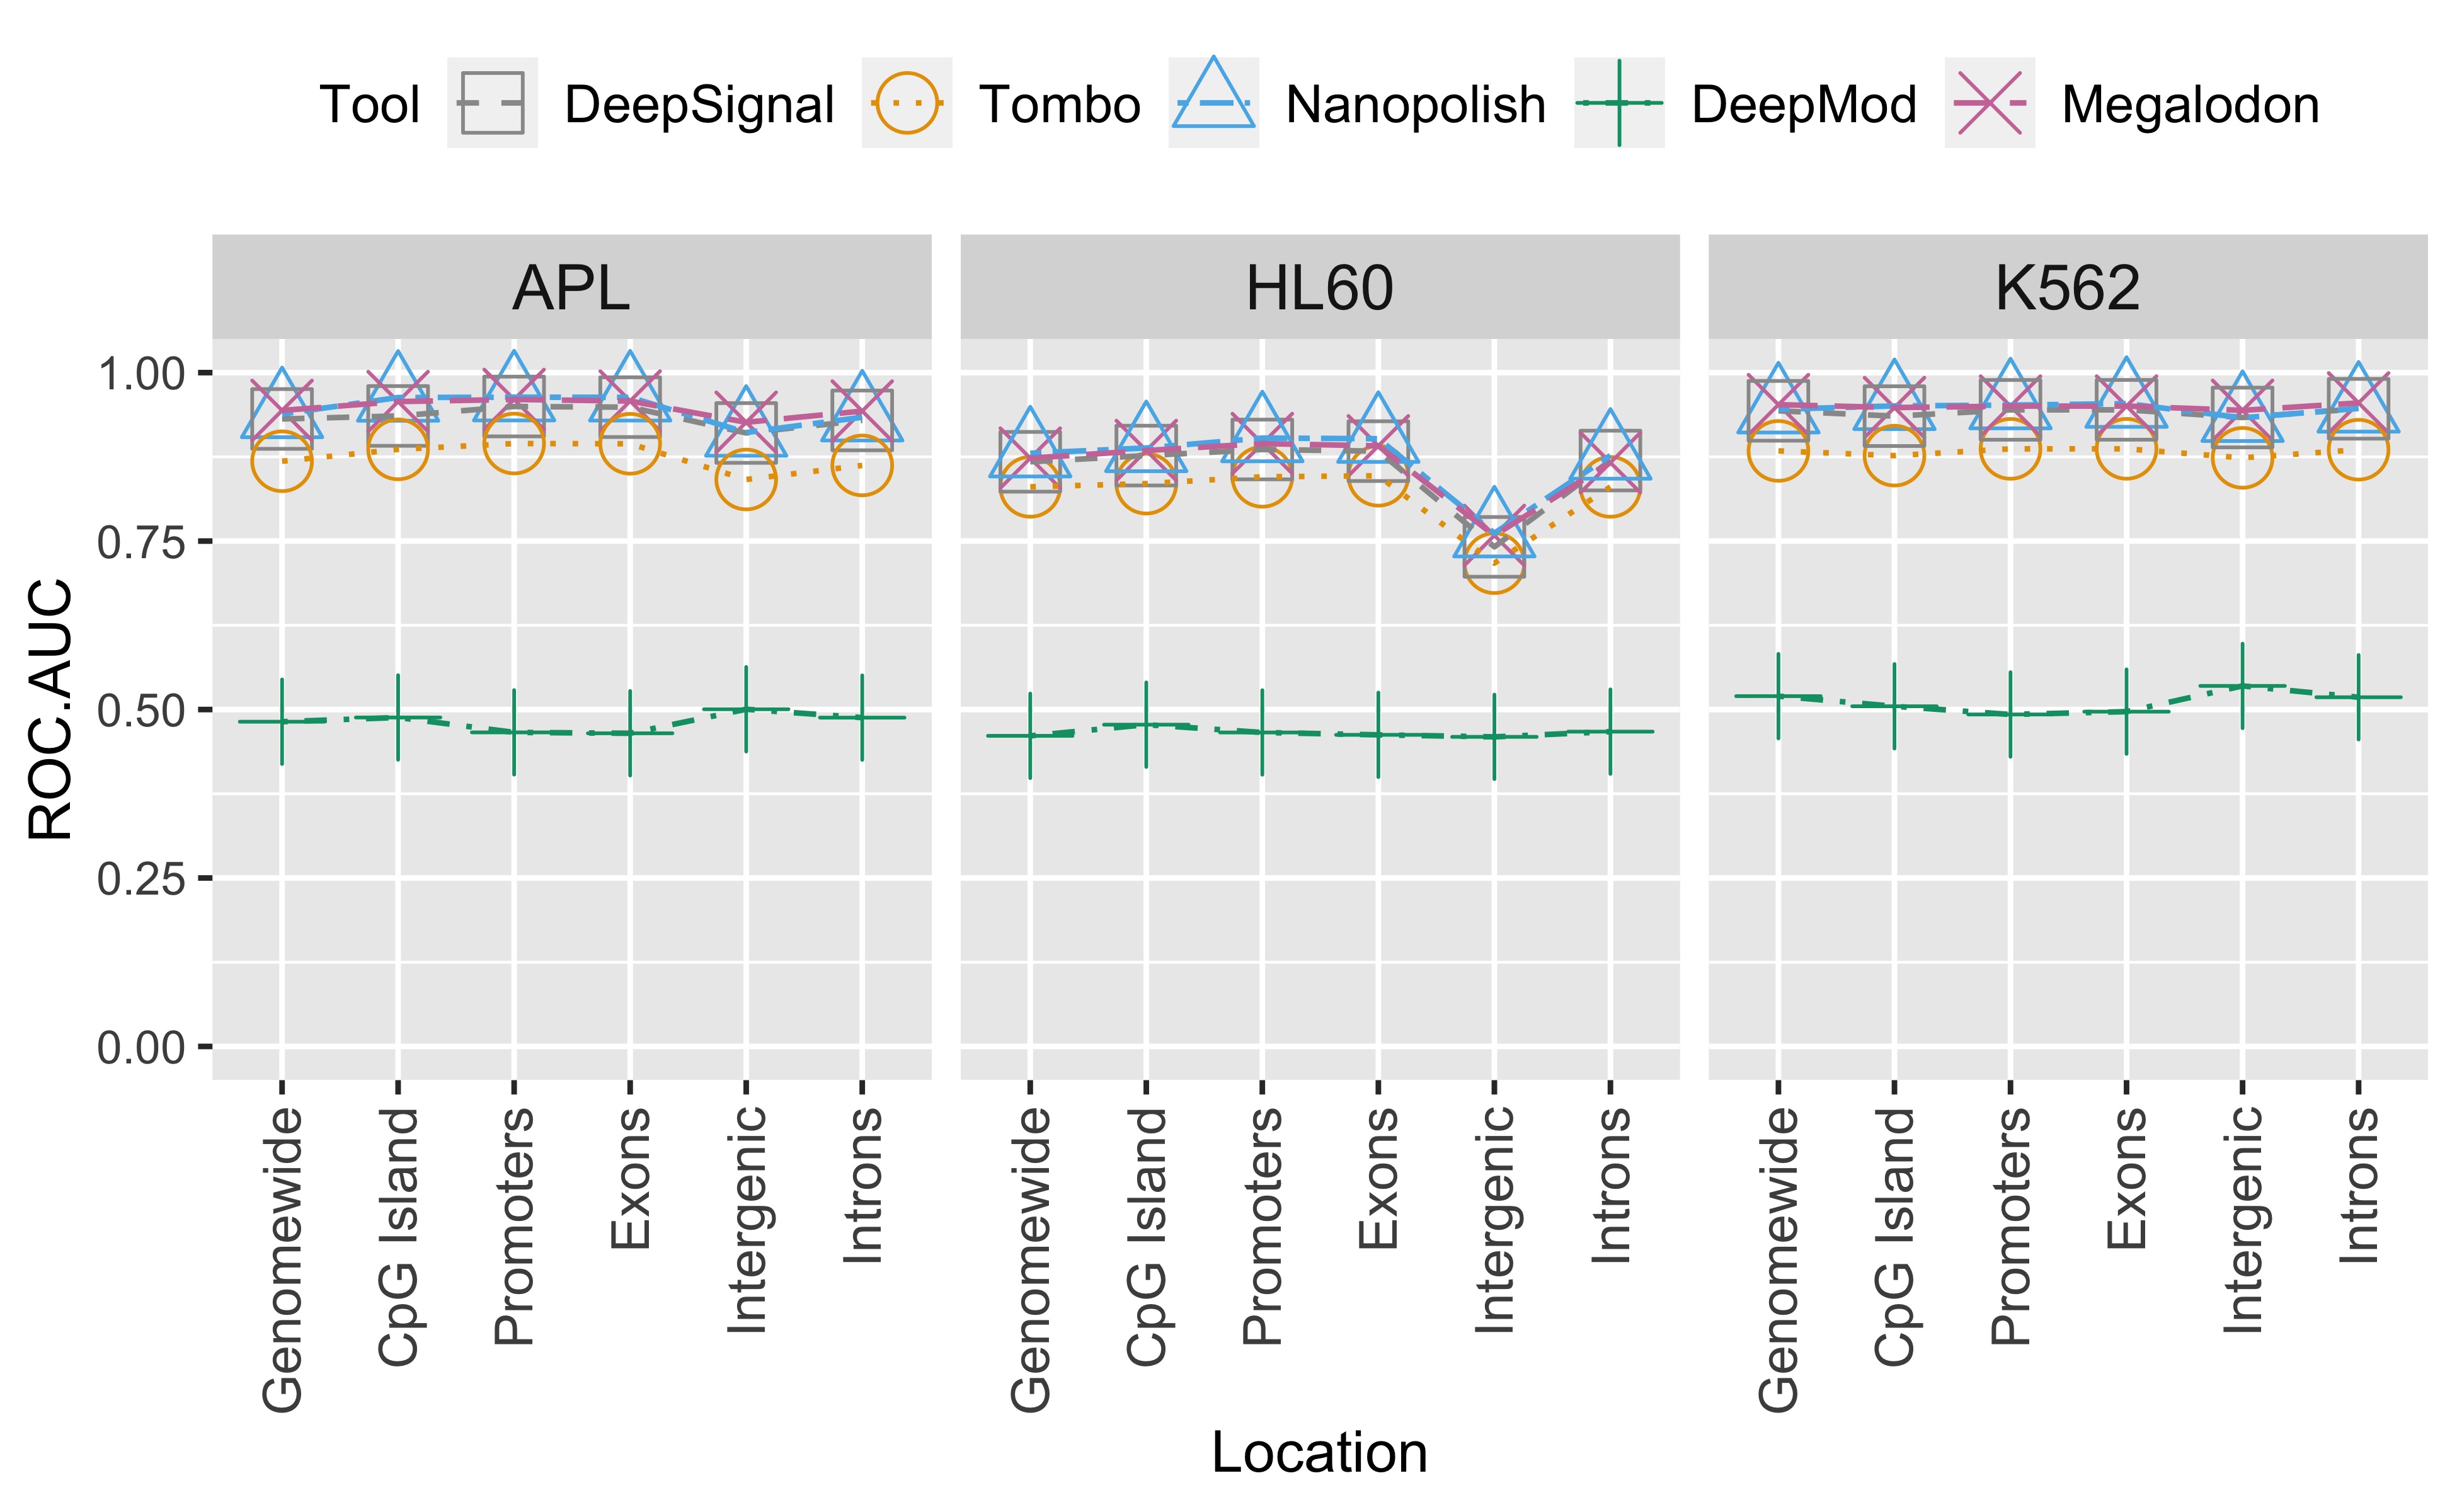 Tool DeepSignal Tombo Nanopolish DeepMod Megalodon
APL HL60 K562
ROC.AUC
1.00
0.75
0.50
0.25
0.00
Genomewide CpG Island Promoters Exons Intergenic Introns Genomewide CpG Island Promoters Exons Intergenic Introns Genomewide CpG Island Promoters Exons Intergenic Introns
Location